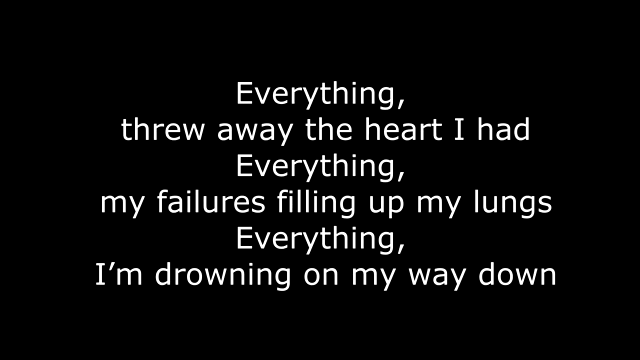 Everything,
threw away the heart I had
Everything,
my failures filling up my lungs
Everything,
I’m drowning on my way down